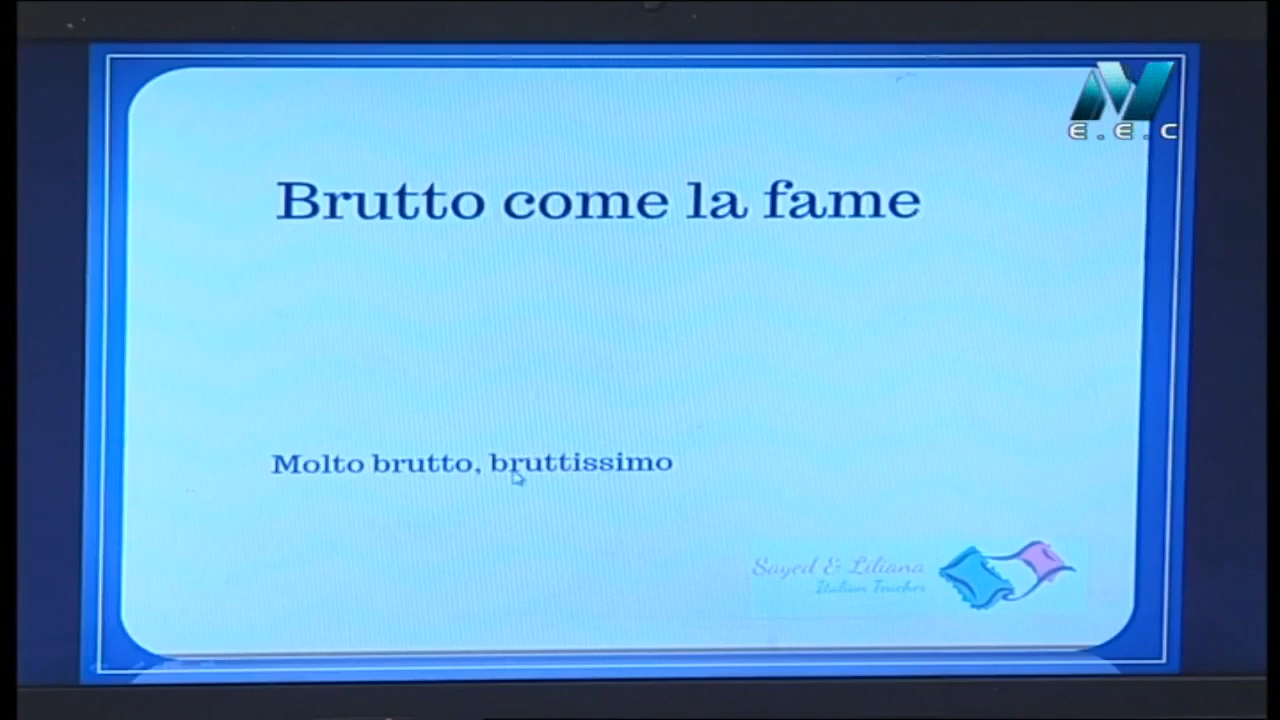 E.E.C
Brutto come la fame
Molto brutto, bruttissimo
Sayed & Liliana
Italian Teacher